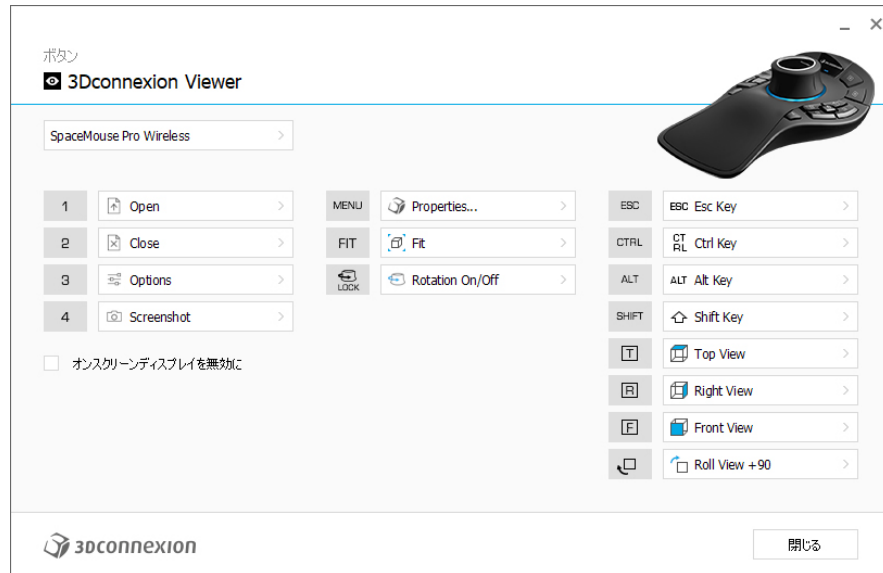 ボタン
3Dconnexion Viewer
SpaceMouse Pro Wireless
1 Open
2 Close
3 Options
4 Screenshot
オンスクリーンディスプレイを無効に
MENU Properties...
FIT Fit
LOCK Rotation On/Off
ESC ESC Esc Key
CTRL CTRL Ctrl Key
ALT ALT Alt Key
SHIFT Shift Key
T Top View
R Right View
F Front View
Roll View +90
3Dconnexion
閉じる